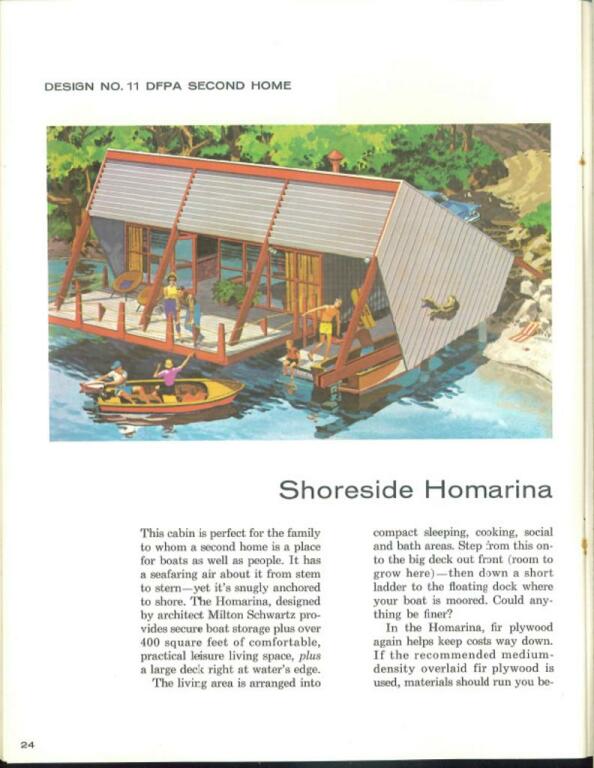 DESIGN NO. 11 DFPA SECOND HOME
Shoreside Homarina
This cabin is perfect for the family
to whom a second home is a place
for boats as well as people. It has
a seafaring air about it from stem
to stern—yet it's snugly anchored
to shore. The Homarina, designed
by architect Milton Schwartz pro-
vides secure boat storage plus over
400 square feet of comfortable,
practical leisure living space, plus
a large deck right at water's edge.
The living area is arranged into
compact sleeping, cooking, social
and bath areas. Step from this on-
to the big deck out front (room to
grow here)—then down a short
ladder to the floating dock where
your boat is moored. Could any-
thing be finer?
In the Homarina, fir plywood
again helps keep costs way down.
If the recommended medium-
density overlaid fir plywood is
used, materials should run you be-
24